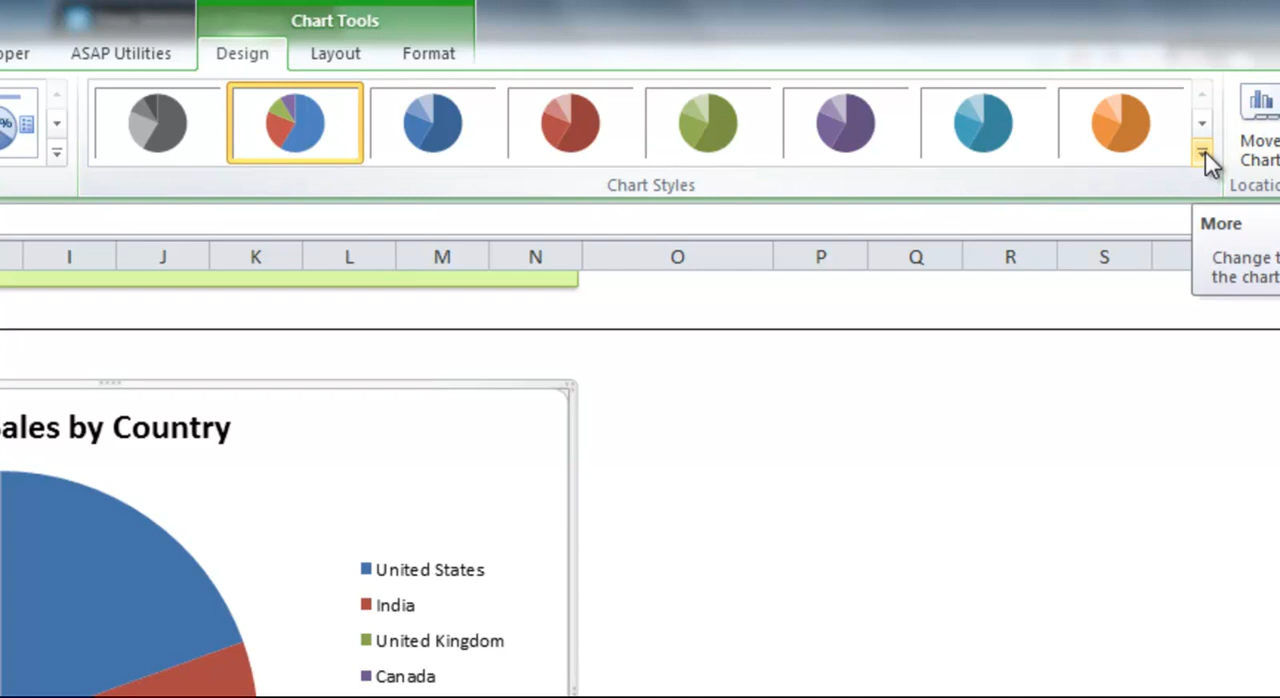 Chart Tools
oper ASAP Utilities Design Layout Format
%
Move
Chart
Chart Styles
Locatio
More
Change t
the chart
I J K L M N O P Q R S
ales by Country
United States
India
United Kingdom
Canada